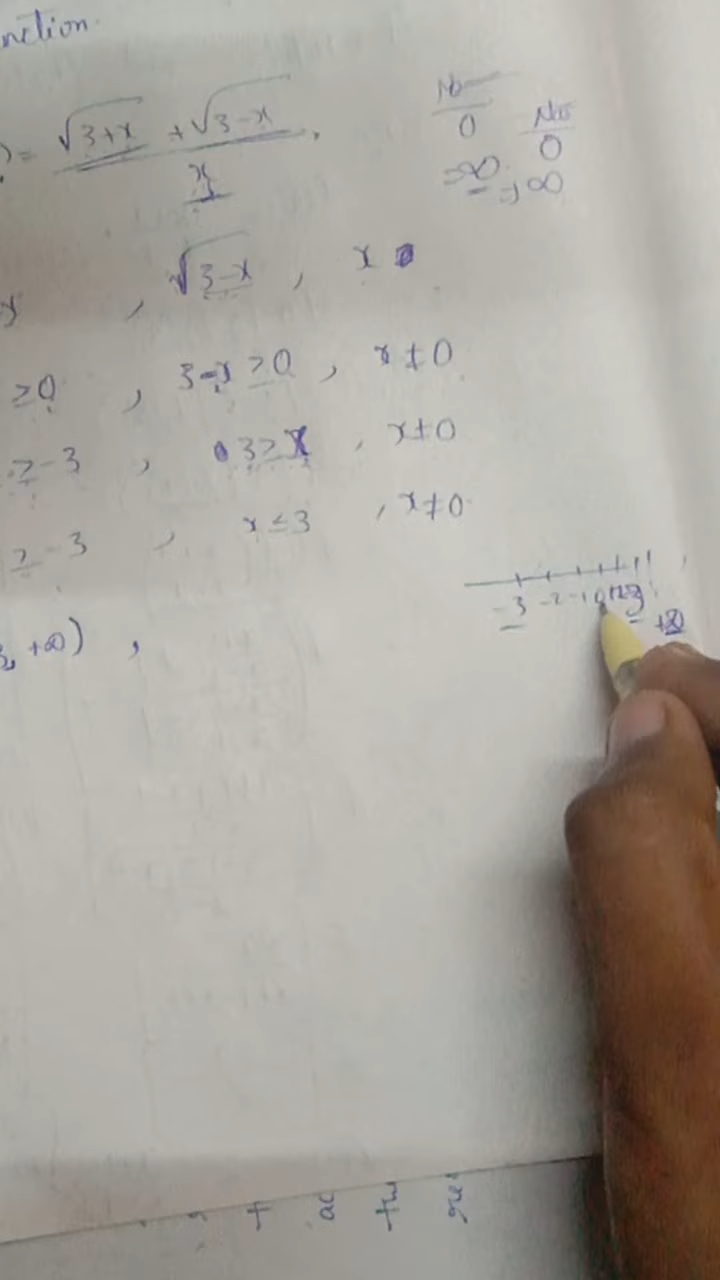 nction.
) = √3+x + √3-x / x , No/0 = ∞, No/0 = ∞
x , √3-x , x
≥0 , 3-x ≥0 , x≠0
≥-3 , 3≥x , x≠0
≥-3 , x≤3 , x≠0
-3 -2 -1 0 1 2 3
, +∞) , +∞